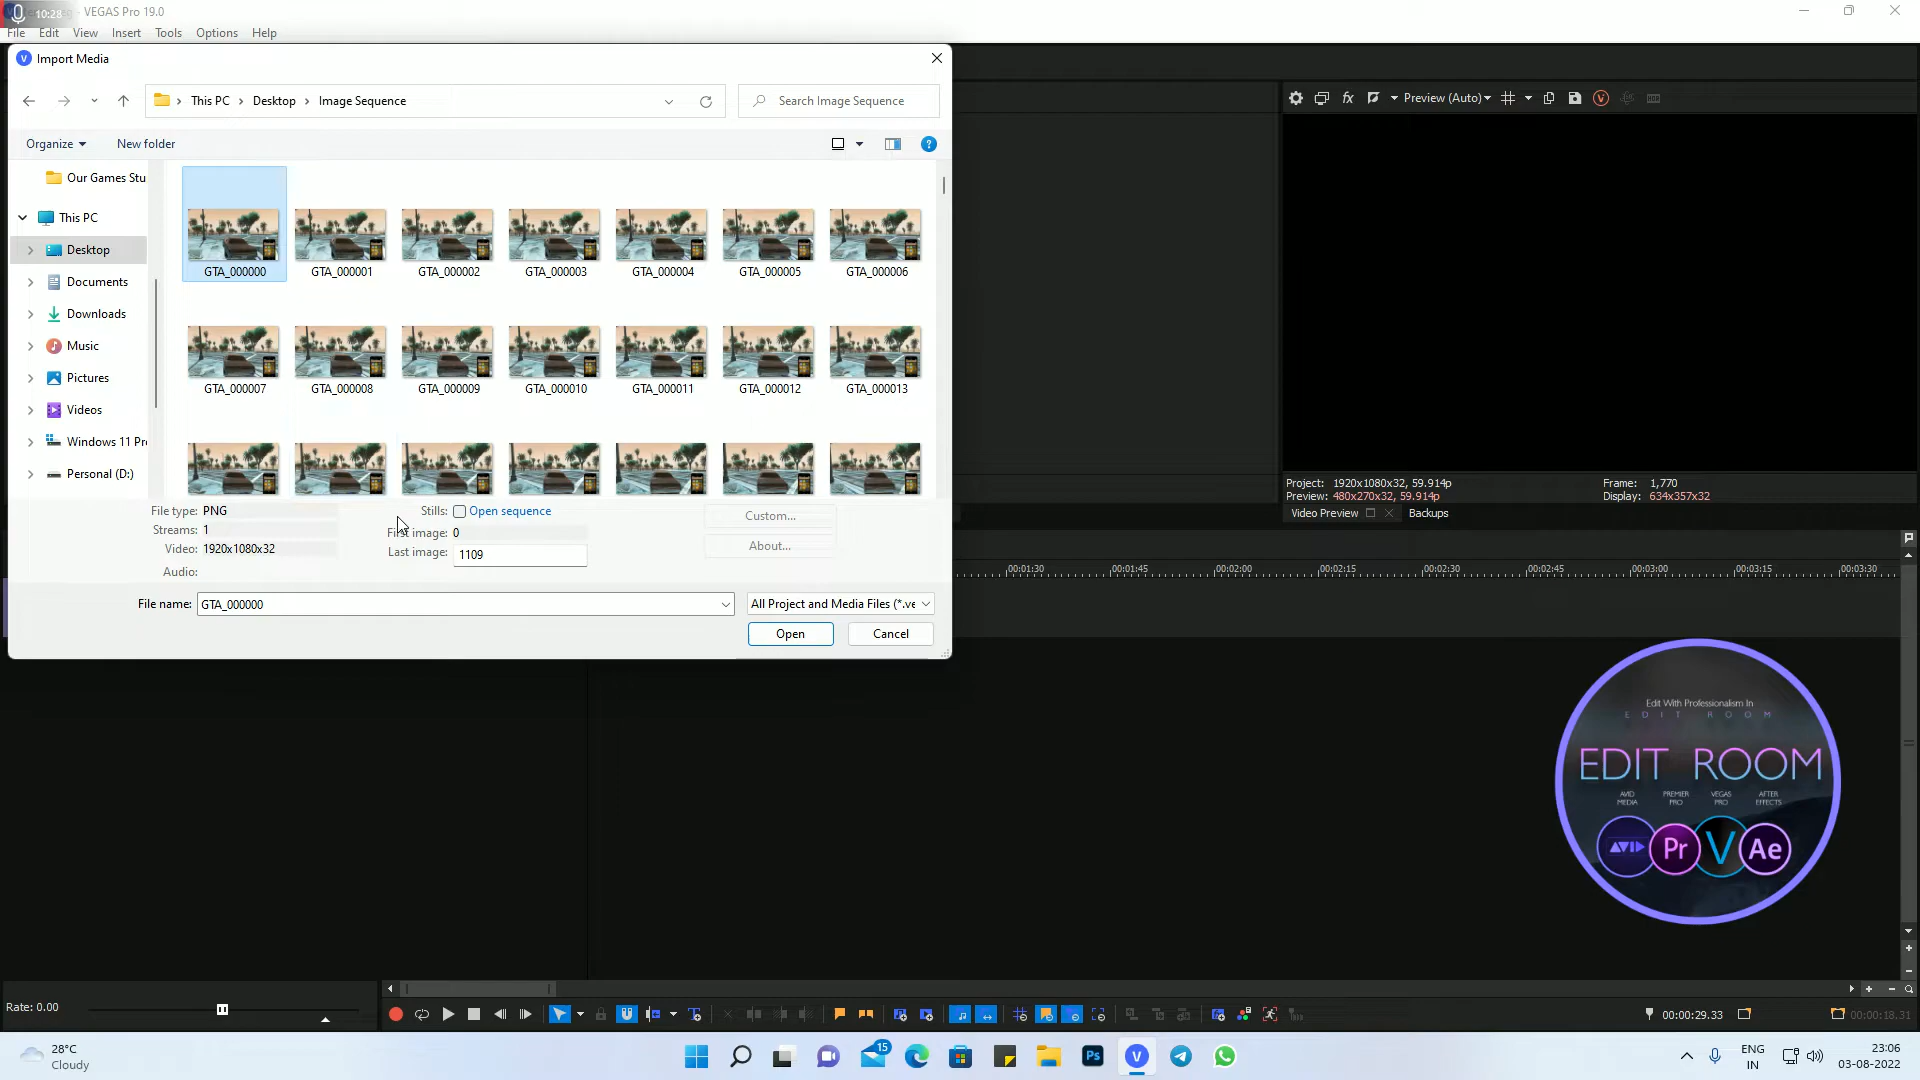 10:28
VEGAS Pro 19.0
File Edit View Insert Tools Options Help
Import Media
This PC > Desktop > Image Sequence
Search Image Sequence
Organize
New folder
Our Games Stu
This PC
Desktop
Documents
Downloads
Music
Pictures
Videos
Windows 11 Pr
Personal (D:)
GTA_000000 GTA_000001 GTA_000002 GTA_000003 GTA_000004 GTA_000005 GTA_000006
GTA_000007 GTA_000008 GTA_000009 GTA_000010 GTA_000011 GTA_000012 GTA_000013
File type: PNG
Streams: 1
Video: 1920x1080x32
Audio:
Stills: Open sequence
First image: 0
Last image: 1109
Custom...
About...
File name: GTA_000000
All Project and Media Files (*.ve
Open
Cancel
fx
Preview (Auto)
Project: 1920x1080x32, 59.914p
Preview: 480x270x32, 59.914p
Frame: 1,770
Display: 634x357x32
Video Preview
Backups
00:01:30 00:01:45 00:02:00 00:02:15 00:02:30 00:02:45 00:03:00 00:03:15 00:03:30
Edit With Professionalism In
EDIT ROOM
EDIT ROOM
AVID MEDIA
PREMIER PRO
VEGAS PRO
AFTER EFFECTS
AVID
Pr
V
Ae
Rate: 0.00
00:00:29.33
00:00:18.31
28°C
Cloudy
15
Ps
V
ENG
IN
23:06
03-08-2022